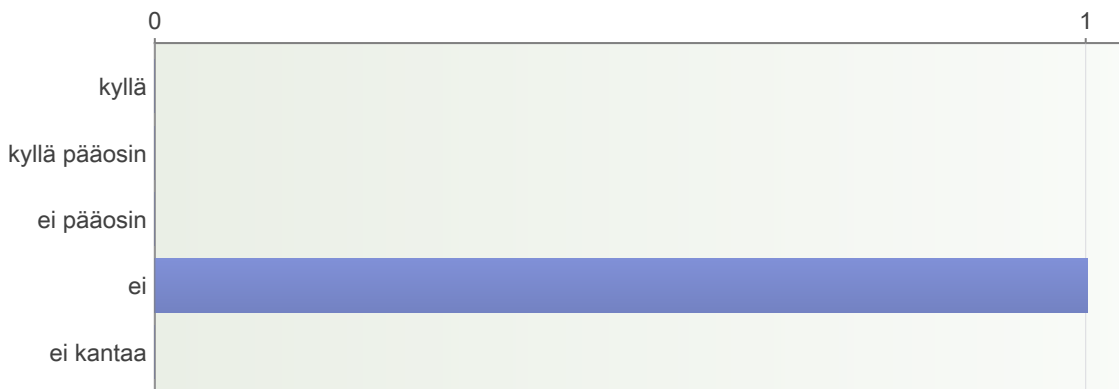 0 1
kyllä
kyllä pääosin
ei pääosin
ei
ei kantaa